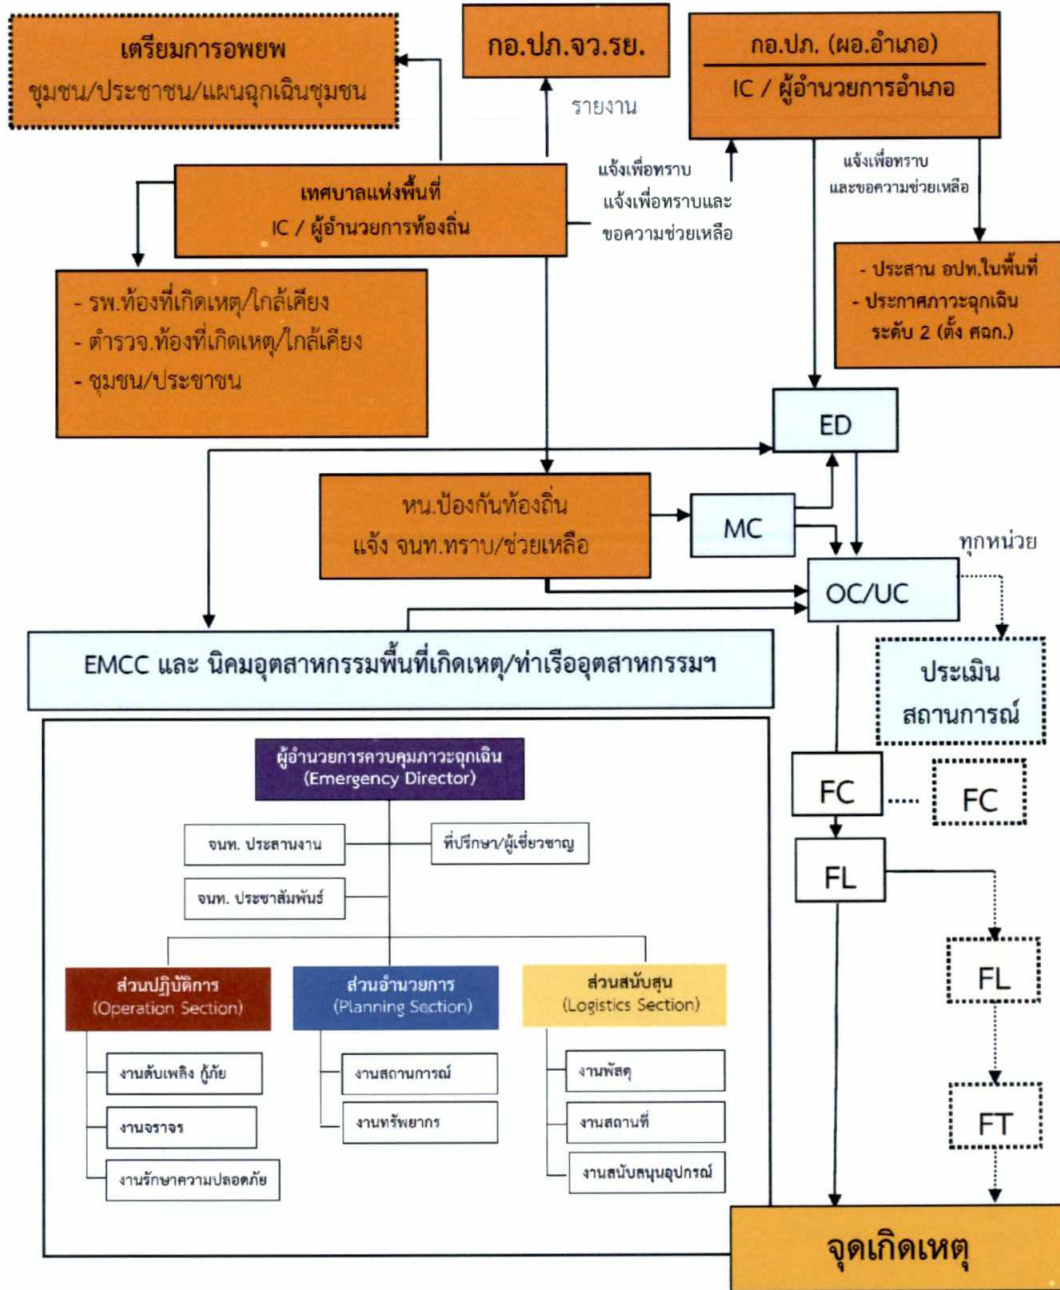 เตรียมการอพยพ
ชุมชน/ประชาชน/แผนฉุกเฉินชุมชน
กอ.ปภ.จว.รย.
กอ.ปภ. (ผอ.อำเภอ)
IC / ผู้อำนวยการอำเภอ
รายงาน
แจ้งเพื่อทราบ
แจ้งเพื่อทราบและ
ขอความช่วยเหลือ
แจ้งเพื่อทราบ
และขอความช่วยเหลือ
เทศบาลแห่งพื้นที่
IC / ผู้อำนวยการท้องถิ่น
- รพ.ท้องที่เกิดเหตุ/ใกล้เคียง
- ตำรวจ.ท้องที่เกิดเหตุ/ใกล้เคียง
- ชุมชน/ประชาชน
- ประสาน อปท.ในพื้นที่
- ประกาศภาวะฉุกเฉิน
ระดับ 2 (ตั้ง ศฉก.)
ED
หน.ป้องกันท้องถิ่น
แจ้ง จนท.ทราบ/ช่วยเหลือ
MC
ทุกหน่วย
OC/UC
EMCC และ นิคมอุตสาหกรรมพื้นที่เกิดเหตุ/ท่าเรืออุตสาหกรรมฯ
ประเมิน
สถานการณ์
ผู้อำนวยการควบคุมภาวะฉุกเฉิน
(Emergency Director)
จนท. ประสานงาน
ที่ปรึกษา/ผู้เชี่ยวชาญ
จนท. ประชาสัมพันธ์
ส่วนปฏิบัติการ
(Operation Section)
ส่วนอำนวยการ
(Planning Section)
ส่วนสนับสุน
(Logistics Section)
งานดับเพลิง กู้ภัย
งานจราจร
งานรักษาความปลอดภัย
งานสถานการณ์
งานทรัพยากร
งานพัสดุ
งานสถานที่
งานสนับสนุนอุปกรณ์
FC
FC
FL
FL
FT
จุดเกิดเหตุ